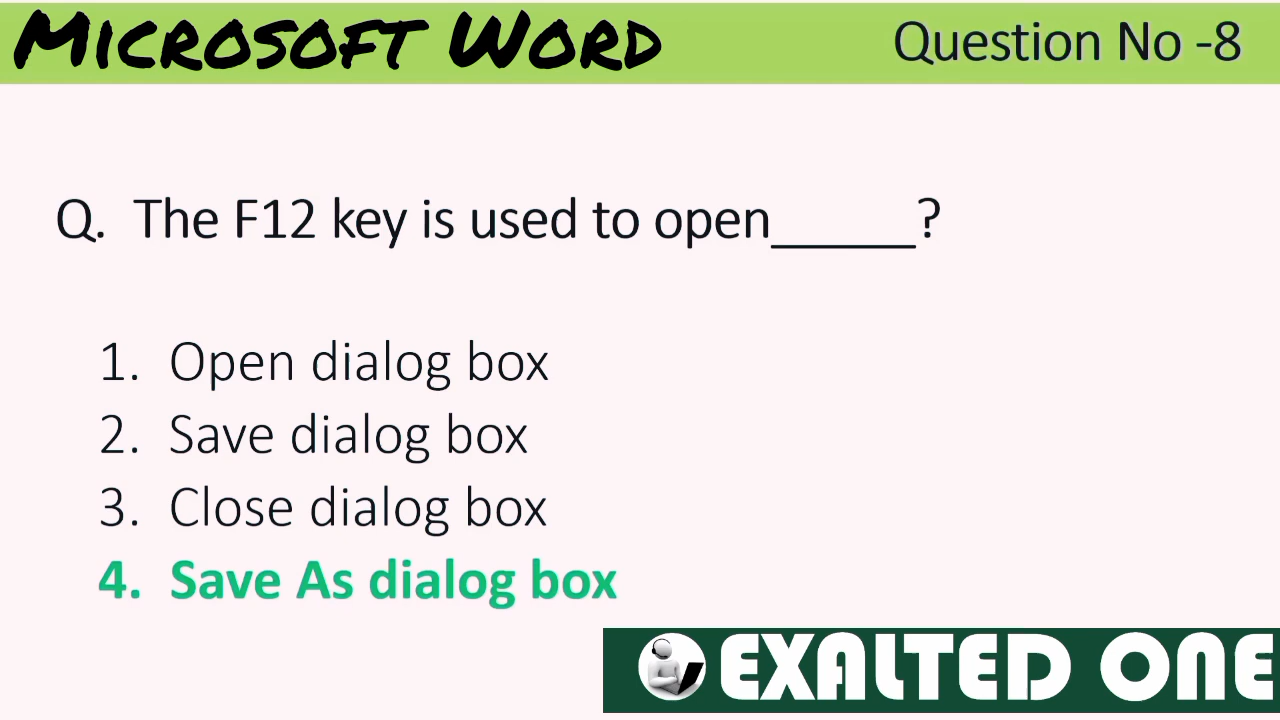 Microsoft Word
Question No -8
Q. The F12 key is used to open_____?
1. Open dialog box
2. Save dialog box
3. Close dialog box
4. Save As dialog box
EXALTED ONE